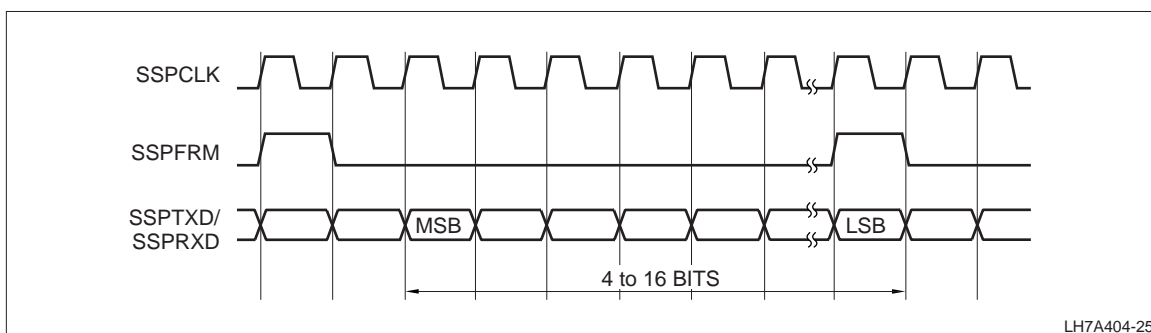 SSPCLK
SSPFRM
SSPTXD/
SSPRXD
MSB
LSB
4 to 16 BITS
LH7A404-25